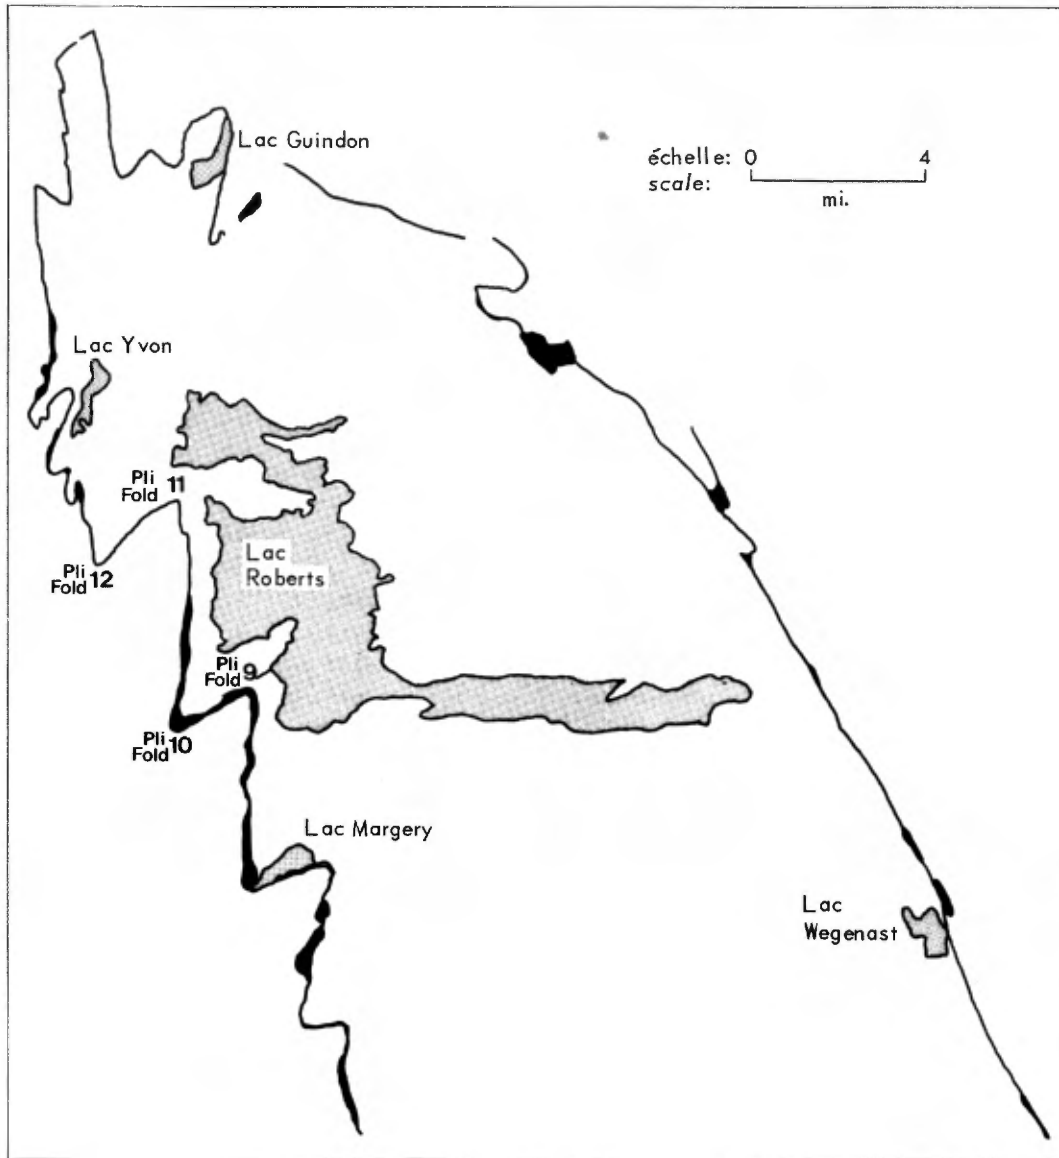 Lac Guindon
échelle: 0 4
scale:
mi.
Lac Yvon
Pli
Fold 11
Lac
Roberts
Pli
Fold 12
Pli
Fold 9
Pli
Fold 10
Lac Margery
Lac
Wegenast